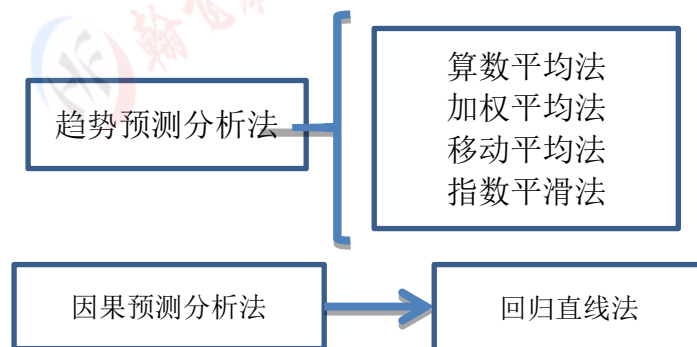 趋势预测分析法
算数平均法
加权平均法
移动平均法
指数平滑法
因果预测分析法
回归直线法